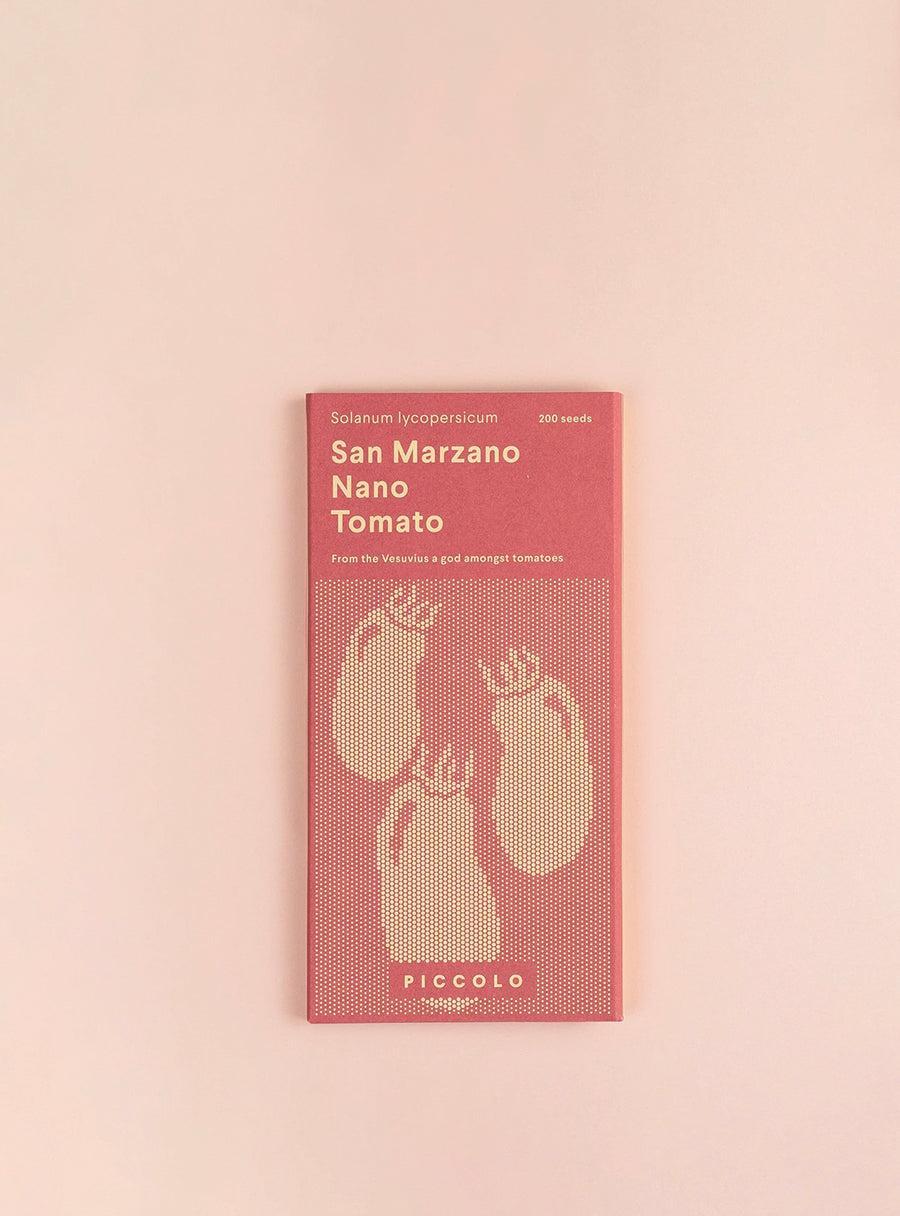 Solanum lycopersicum 200 seeds
San Marzano
Nano
Tomato
From the Vesuvius a god amongst tomatoes
PICCOLO